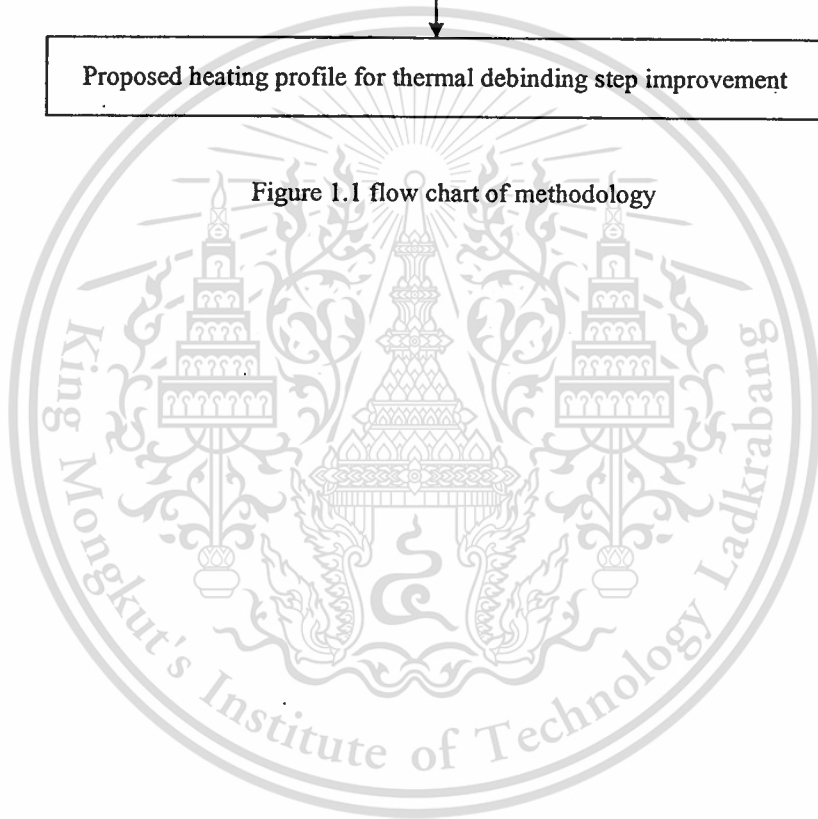 Proposed heating profile for thermal debinding step improvement
Figure 1.1 flow chart of methodology
King Mongkut's Institute of Technology Ladkrabang